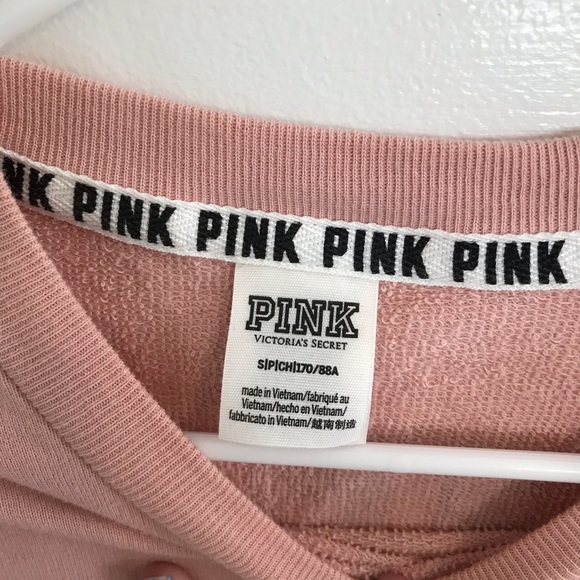 NK PINK PINK PINK PINK
PINK
VICTORIA'S SECRET
S|P|CH|170/88A
made in Vietnam/fabriqué au
Vietnam/hecho en Vietnam/
fabbricato in Vietnam/越南制造